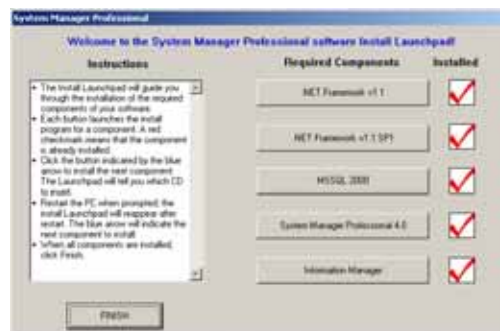 System Manager Professional
Welcome to the System Manager Professional software Install Launchpad!
Instructions
Required Components
Installed
• The Install Launchpad will guide you
through the installation of the required
components of your software.
• Each button launches the install
program for a component. A red
checkmark means that the component
is already installed.
• Click the button indicated by the blue
arrow to install the next component.
The Launchpad will tell you which CD
to insert.
• Restart the PC when prompted; the
install Launchpad will reappear after
restart. The blue arrow will indicate the
next component to install.
• When all components are installed,
click Finish.
.NET Framework v1.1
.NET Framework v1.1 SP1
MSSQL 2000
System Manager Professional 4.0
Information Manager
FINISH